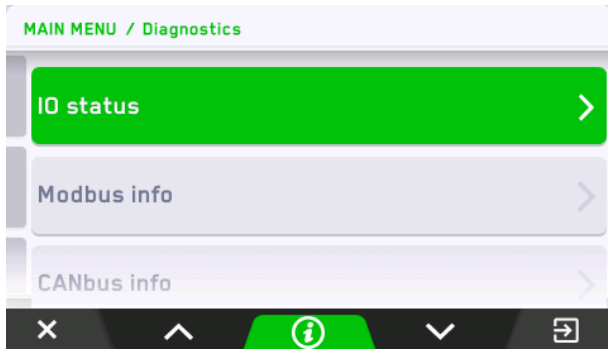 MAIN MENU / Diagnostics
IO status
Modbus info
CANbus info